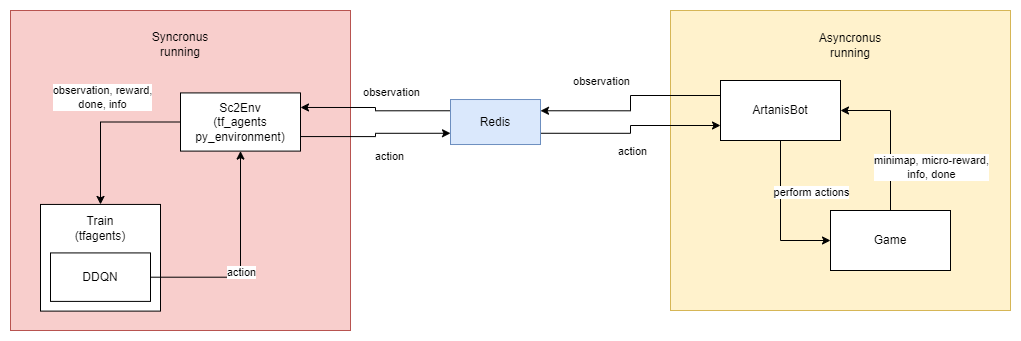 Syncronus
running
observation, reward,
done, info
Sc2Env
(tf_agents
py_environment)
Train
(tfagents)
DDQN
action
observation
action
Redis
observation
action
Asyncronus
running
ArtanisBot
minimap, micro-reward,
info, done
perform actions
Game